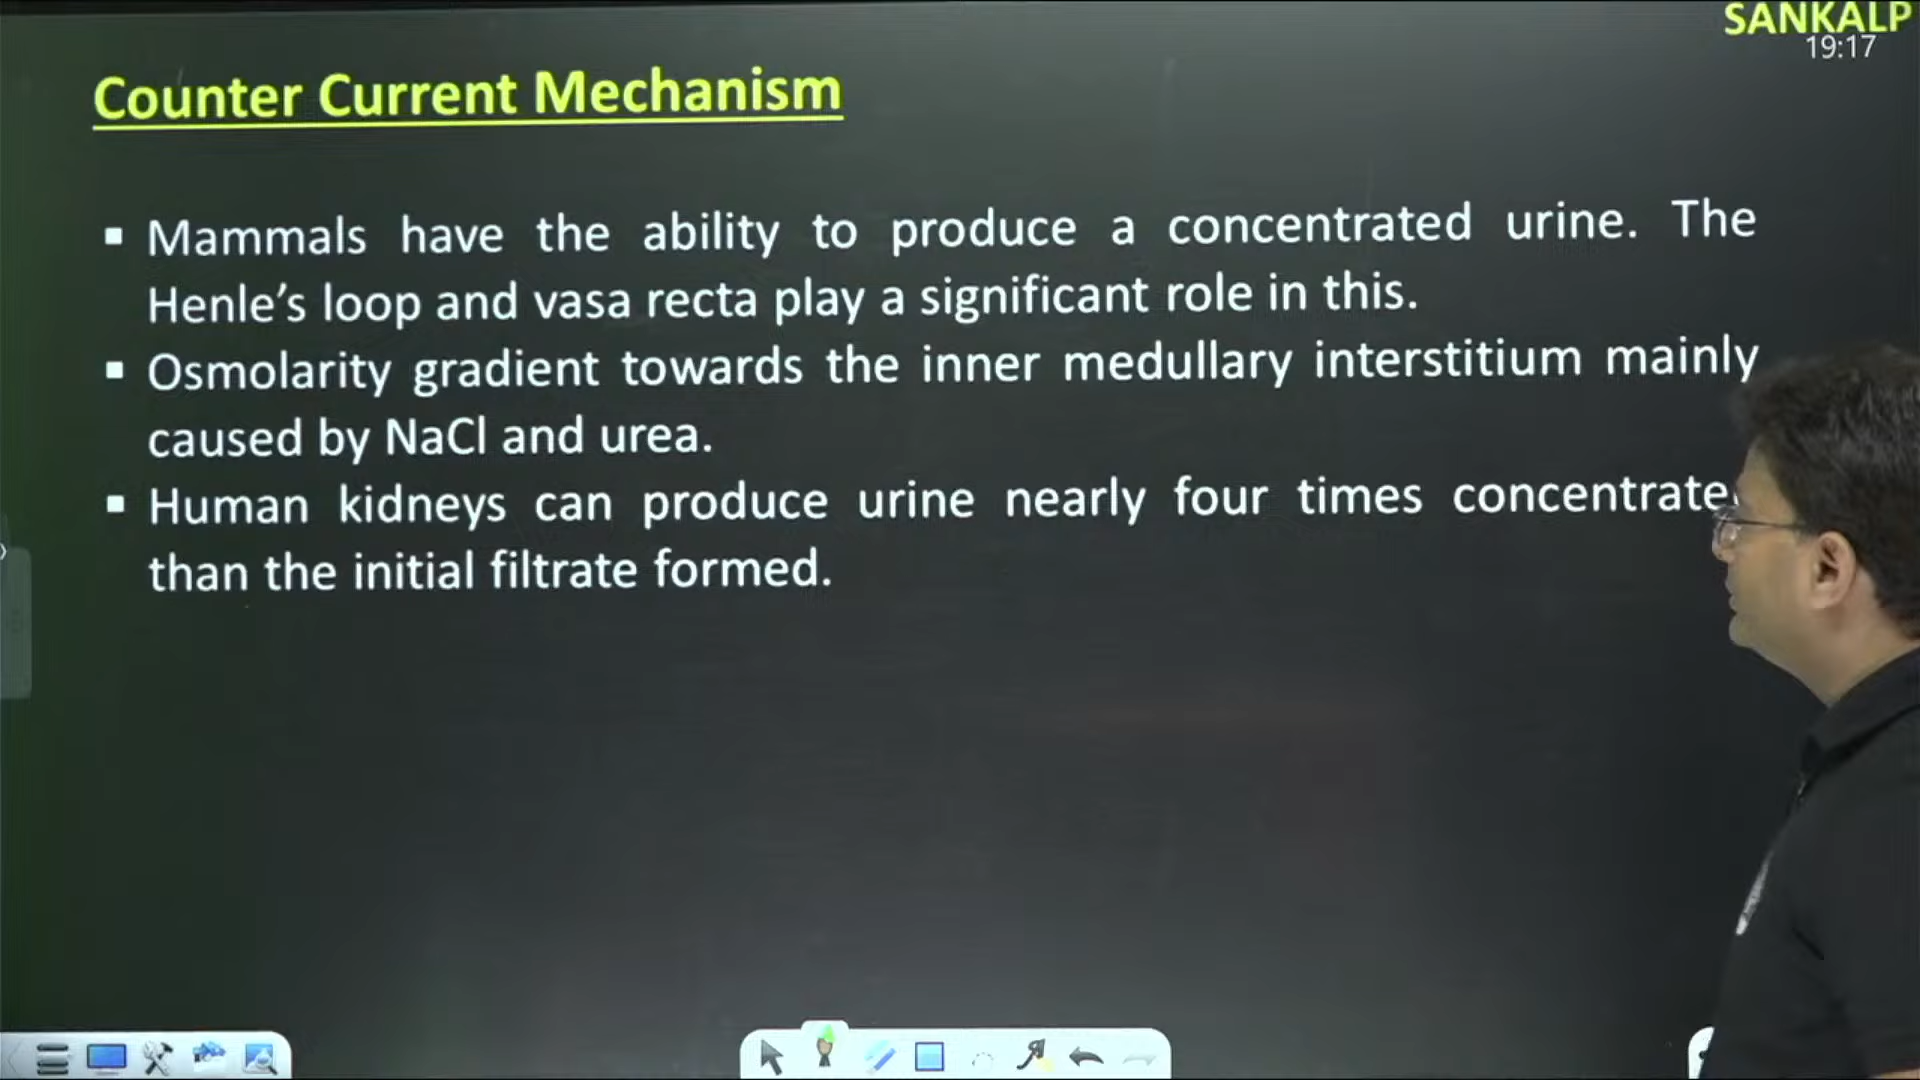 SANKALP
19:17
Counter Current Mechanism
▪ Mammals have the ability to produce a concentrated urine. The
Henle’s loop and vasa recta play a significant role in this.
▪ Osmolarity gradient towards the inner medullary interstitium mainly
caused by NaCl and urea.
▪ Human kidneys can produce urine nearly four times concentrate
than the initial filtrate formed.